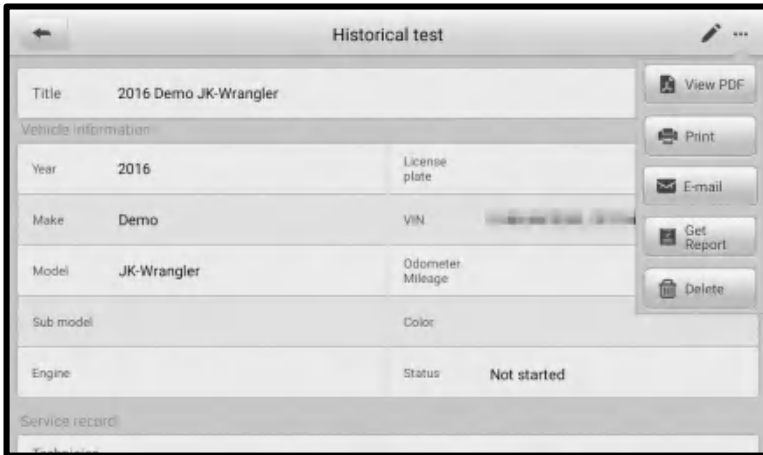 Historical test
Title 2016 Demo JK-Wrangler
View PDF
Vehicle information
Print
Year 2016 License plate
E-mail
Make Demo VIN
Get Report
Model JK-Wrangler Odometer Mileage
Delete
Sub model Color
Engine Status Not started
Service record
Technician